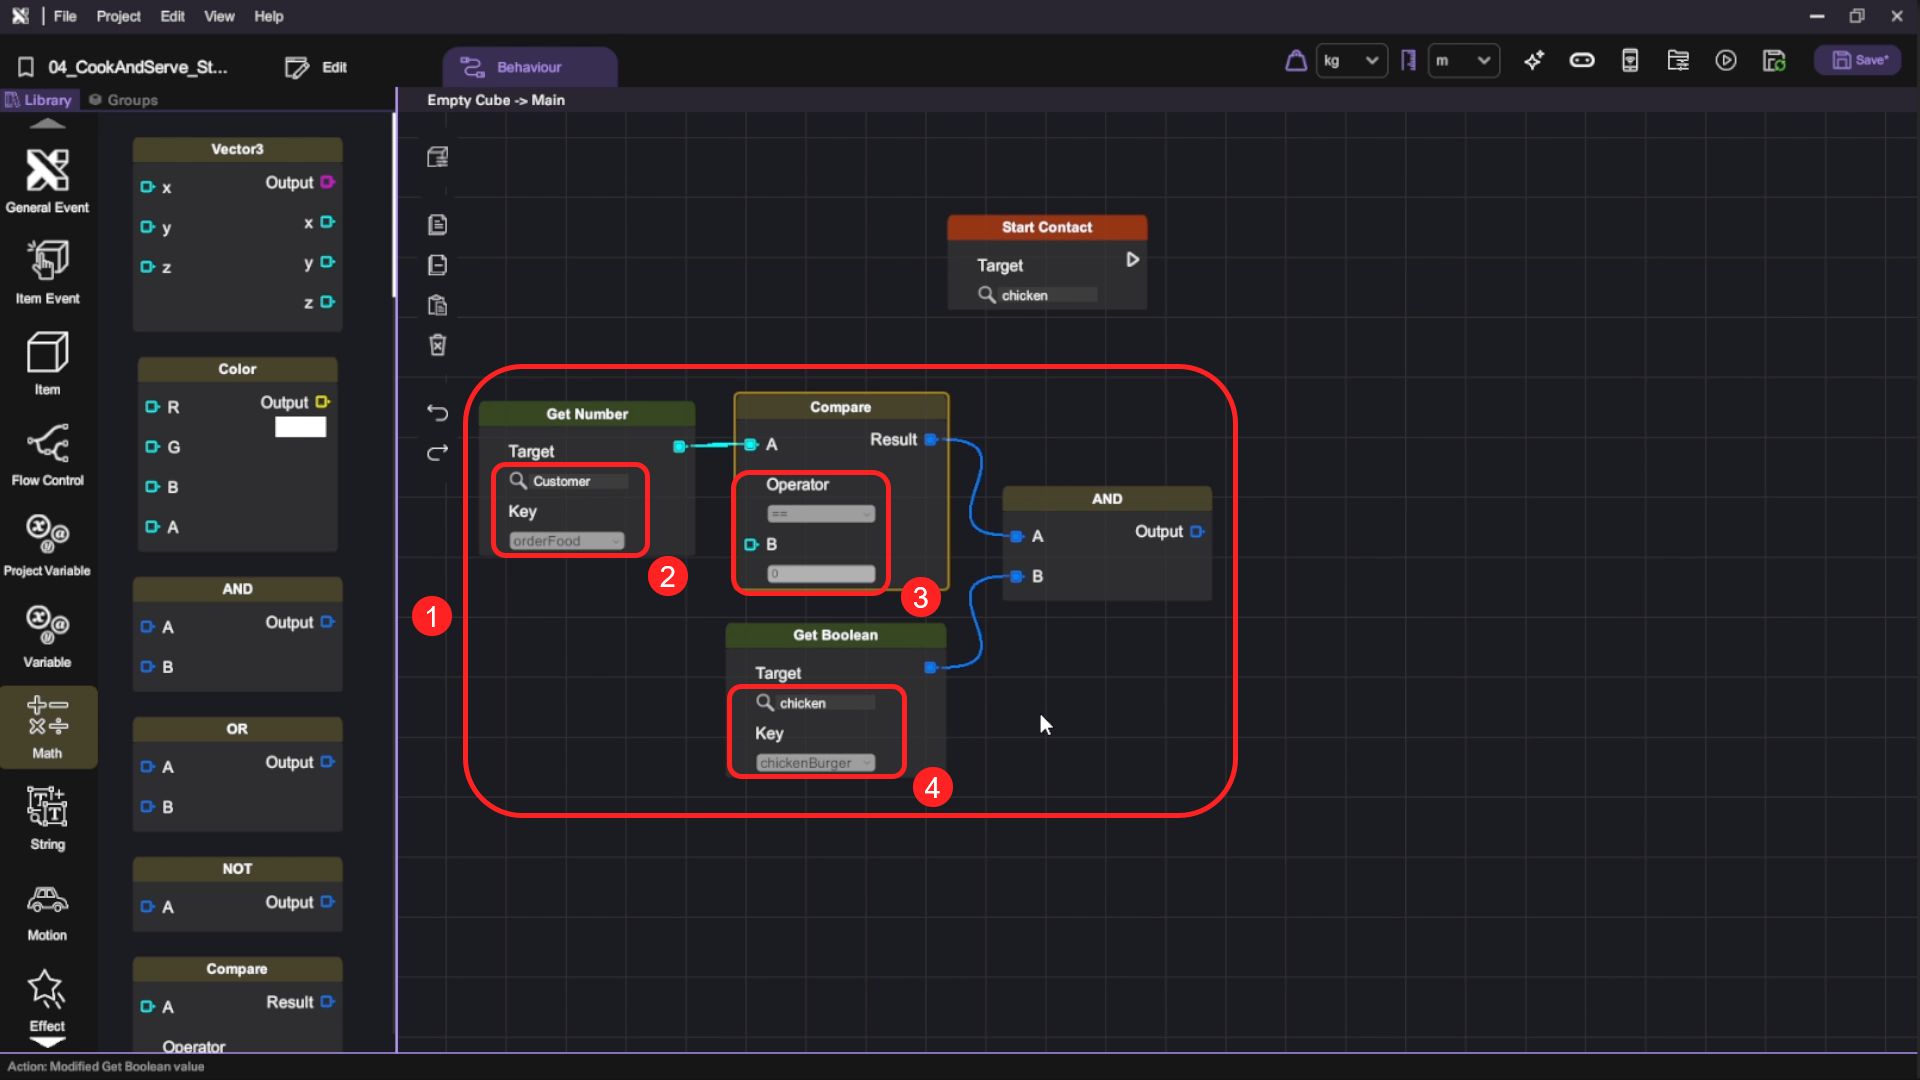 File Project Edit View Help
04_CookAndServe_St... Edit
Behaviour
kg
m
Save*
Library Groups
Empty Cube -> Main
General Event
Item Event
Item
Flow Control
Project Variable
Variable
Math
String
Motion
Effect
Vector3
x Output
y x
z y
z
Color
R Output
G
B
A
AND
A Output
B
OR
A Output
B
NOT
A Output
Compare
A Result
Operator
Start Contact
Target
chicken
Get Number
Target
Customer
Key
orderFood
Compare
A Result
Operator
==
B
0
AND
A Output
B
Get Boolean
Target
chicken
Key
chickenBurger
1
2
3
4
Action: Modified Get Boolean value